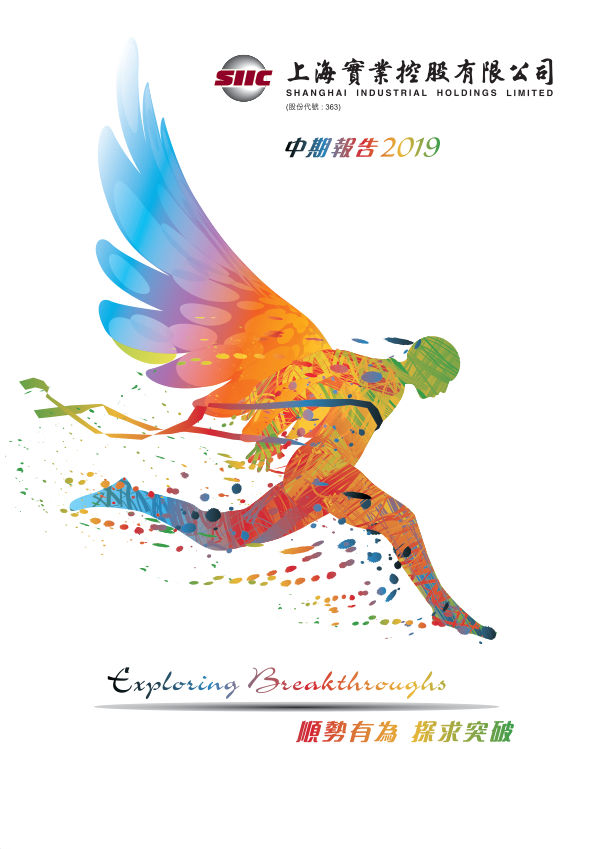 SIIC
上海實業控股有限公司
SHANGHAI INDUSTRIAL HOLDINGS LIMITED
(股份代號 : 363)
中期報告2019
Exploring Breakthroughs
順勢有為 探求突破